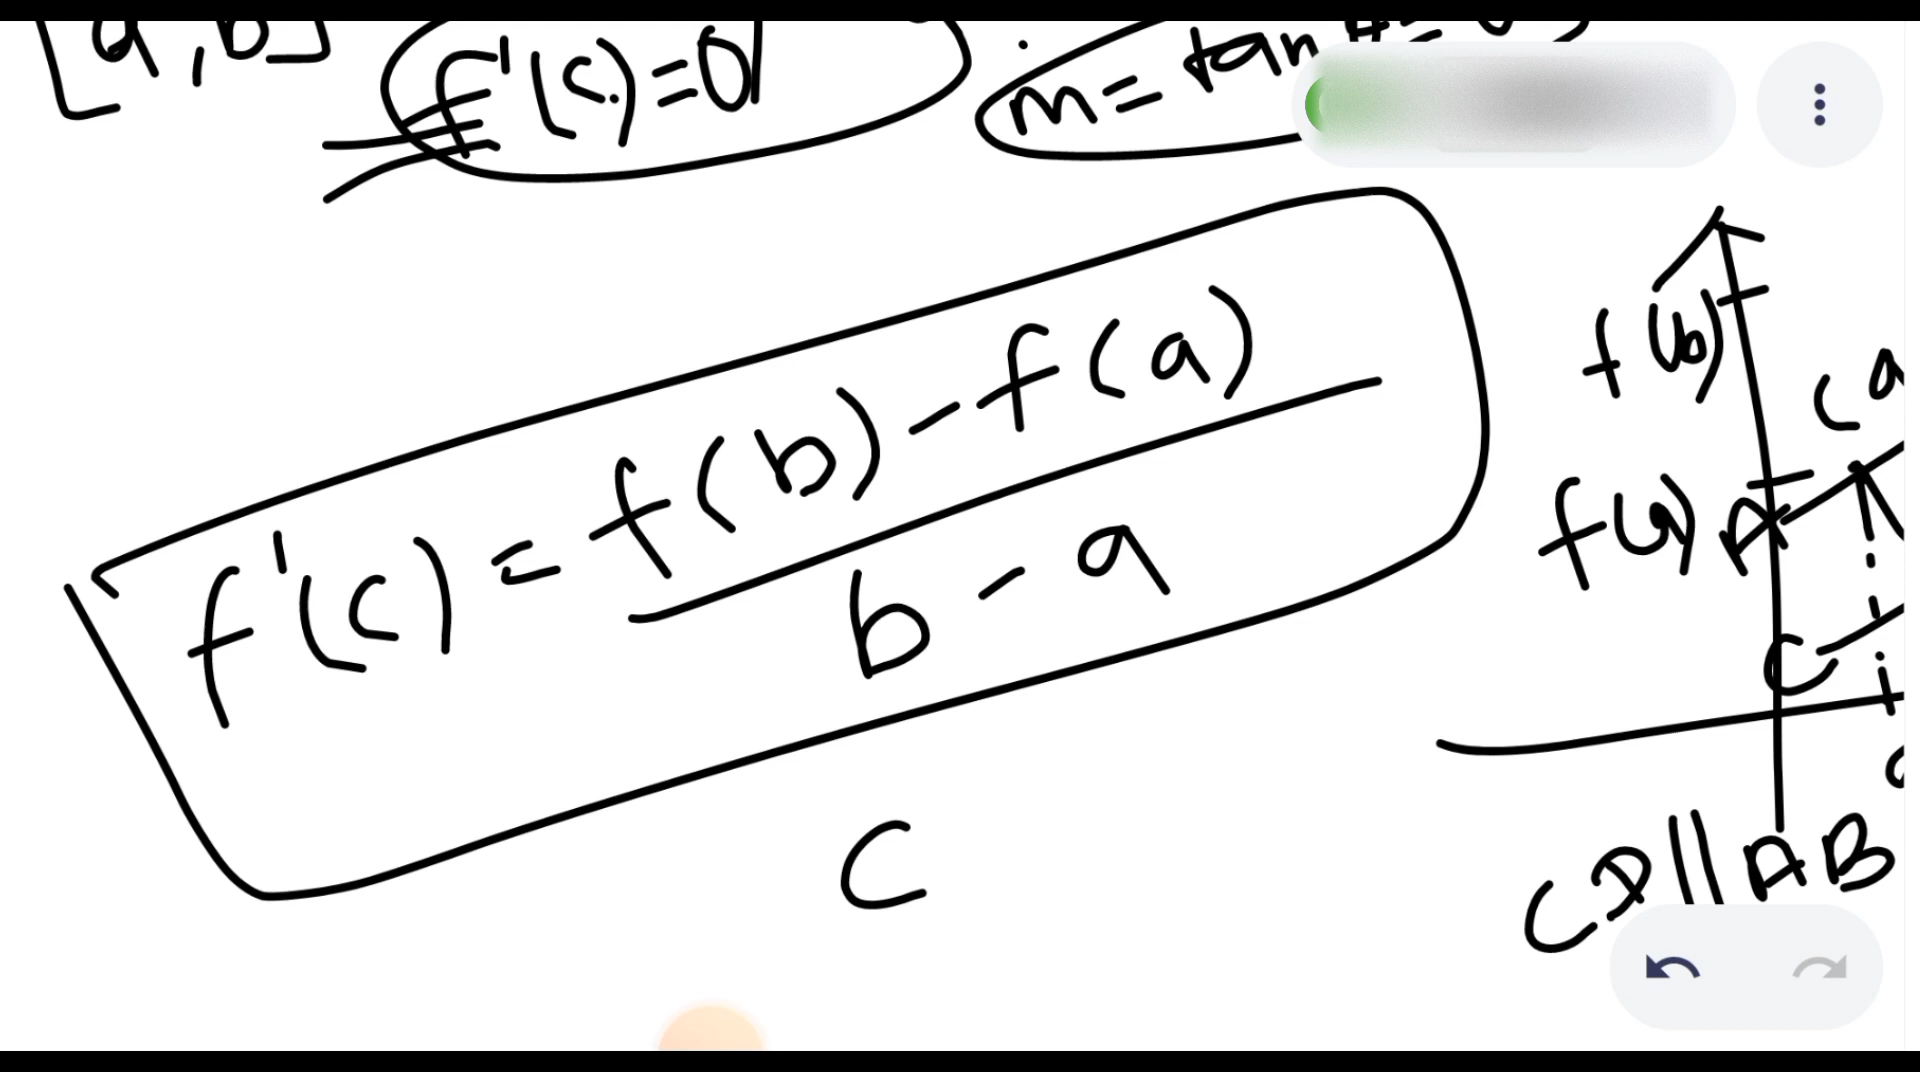 [a, b]
f'(c) = 0
m = tan
f'(c) = f(b) - f(a)
b - a
c
f(b)
f(a) A
C
CD || AB